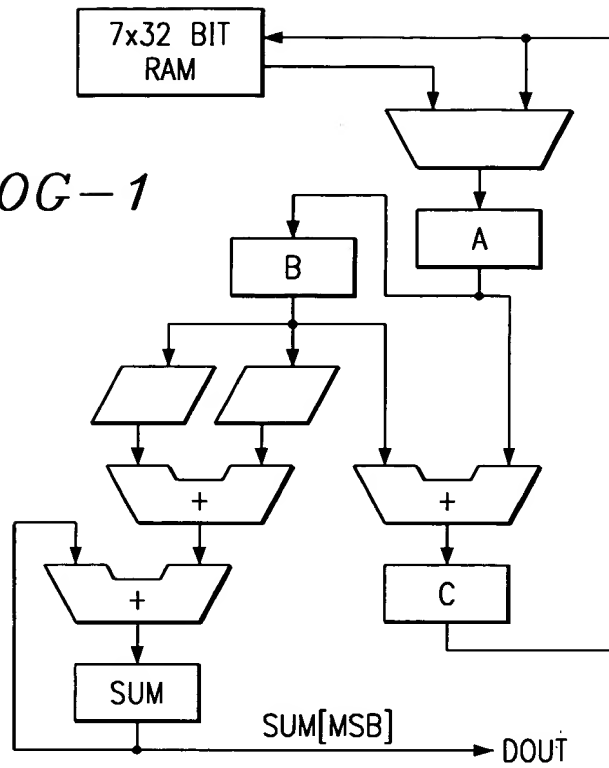 7x32 BIT
RAM
OG-1
A
B
+
+
+
C
SUM
SUM[MSB]
DOUT